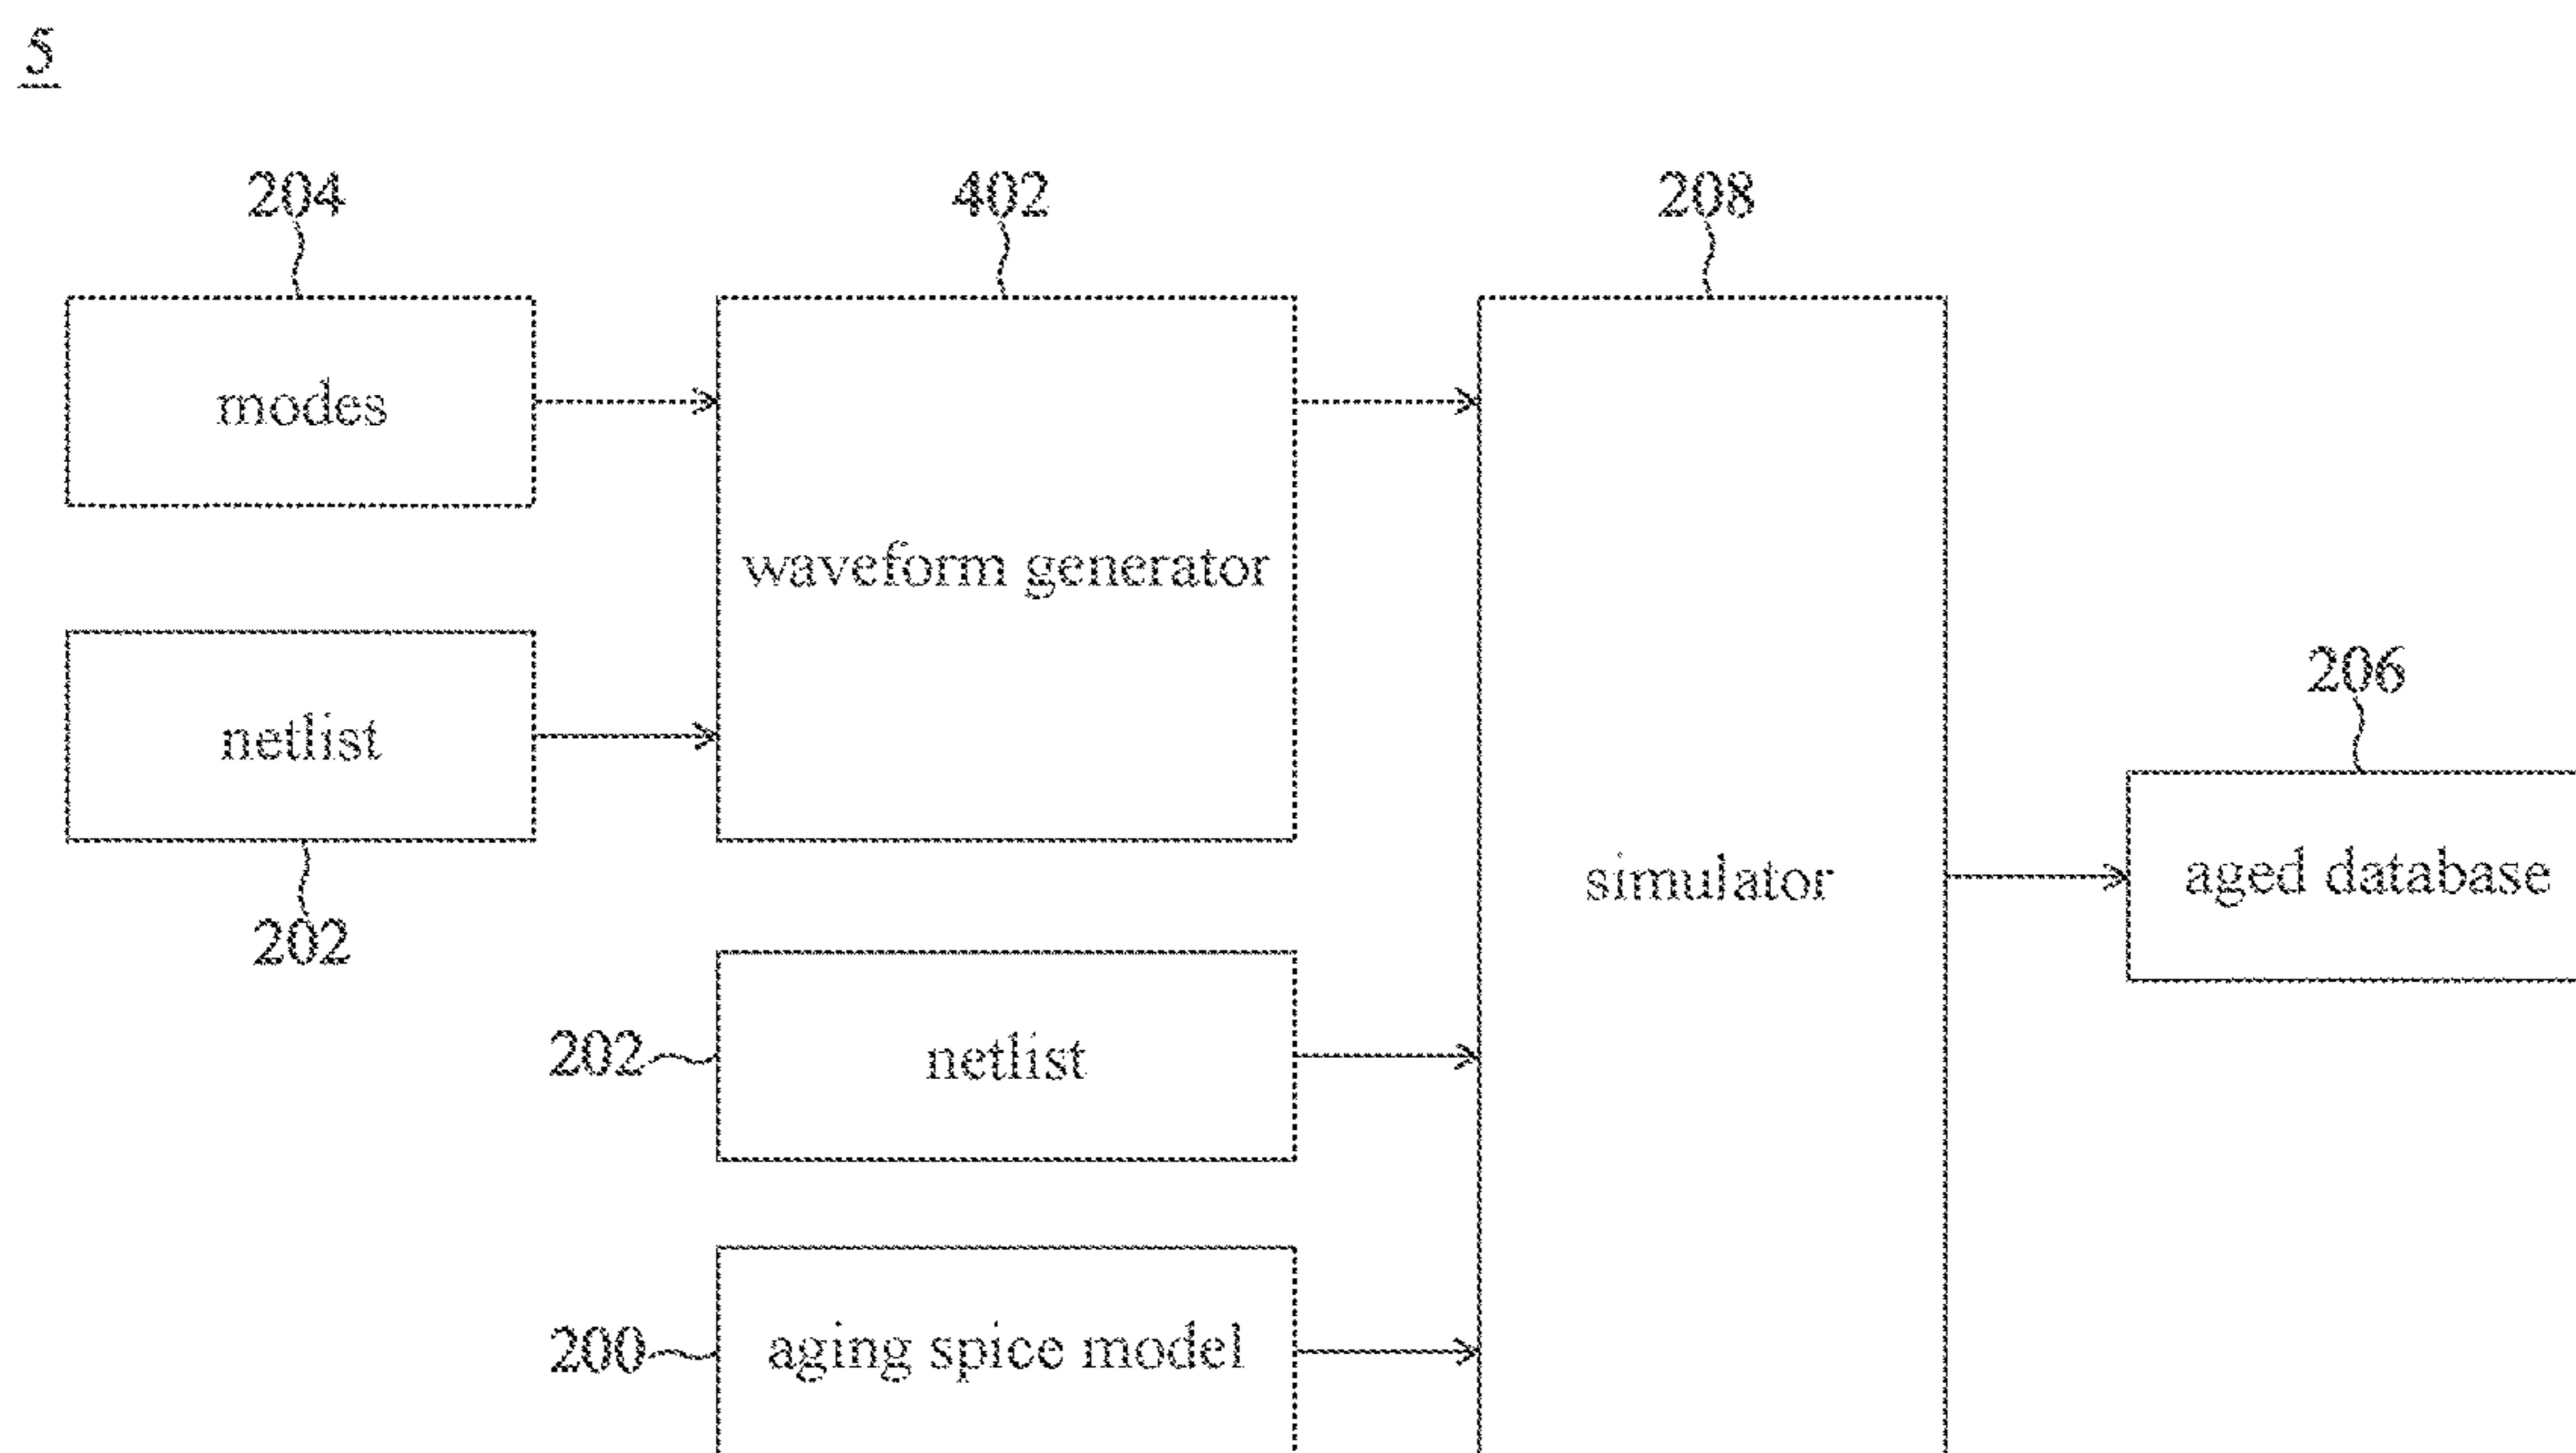 5
204
402
208
modes
waveform generator
netlist
206
simulator
aged database
202
202
netlist
200
aging spice model